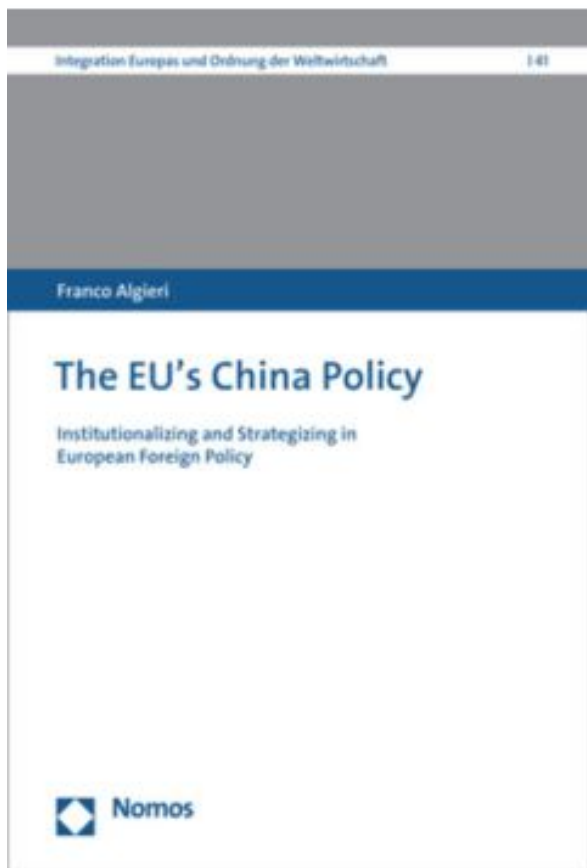 Integration Europas und Ordnung der Weltwirtschaft | 41
Franco Algieri
The EU's China Policy
Institutionalizing and Strategizing in
European Foreign Policy
Nomos